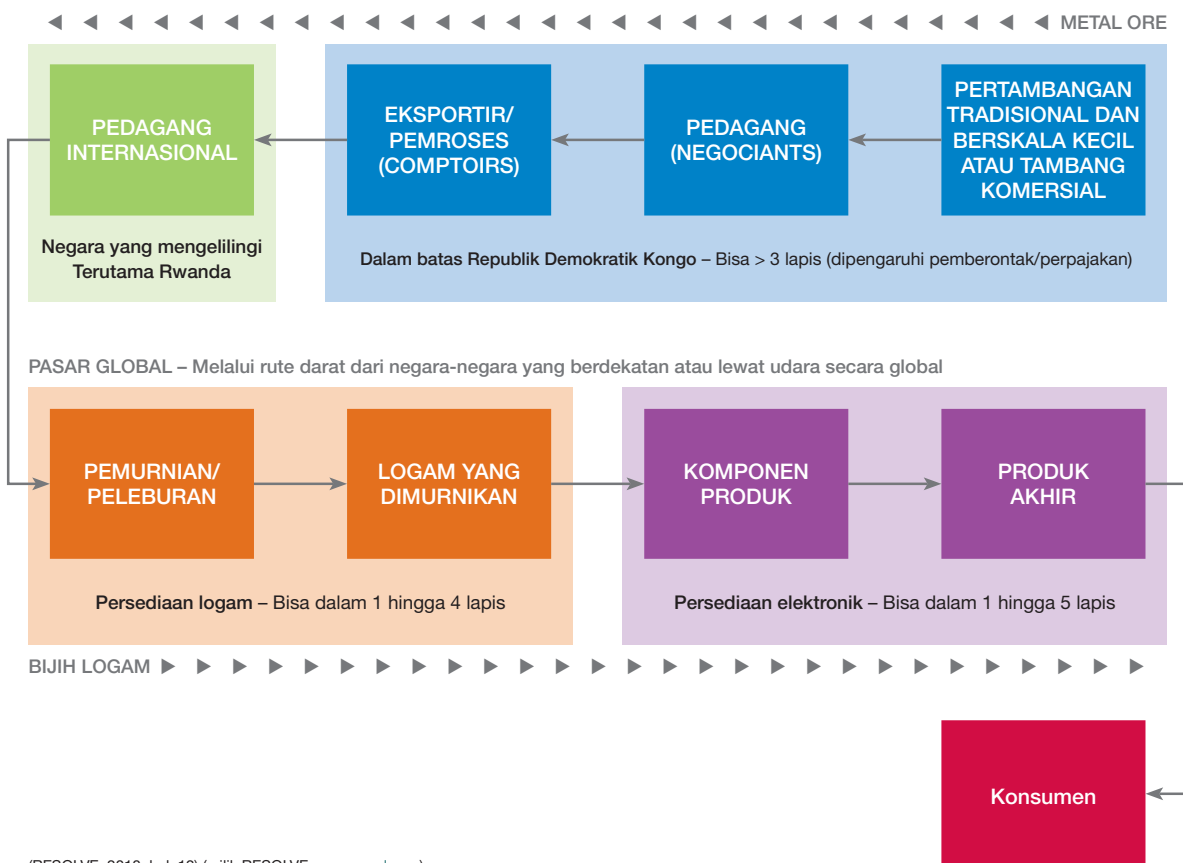 METAL ORE
PEDAGANG
INTERNASIONAL
EKSPORTIR/
PEMROSES
(COMPTOIRS)
PEDAGANG
(NEGOCIANTS)
PERTAMBANGAN
TRADISIONAL DAN
BERSKALA KECIL
ATAU TAMBANG
KOMERSIAL
Negara yang mengelilingi
Terutama Rwanda
Dalam batas Republik Demokratik Kongo – Bisa > 3 lapis (dipengaruhi pemberontak/perpajakan)
PASAR GLOBAL – Melalui rute darat dari negara-negara yang berdekatan atau lewat udara secara global
PEMURNIAN/
PELEBURAN
LOGAM YANG
DIMURNIKAN
KOMPONEN
PRODUK
PRODUK
AKHIR
Persediaan logam – Bisa dalam 1 hingga 4 lapis
Persediaan elektronik – Bisa dalam 1 hingga 5 lapis
BIJIH LOGAM
Konsumen